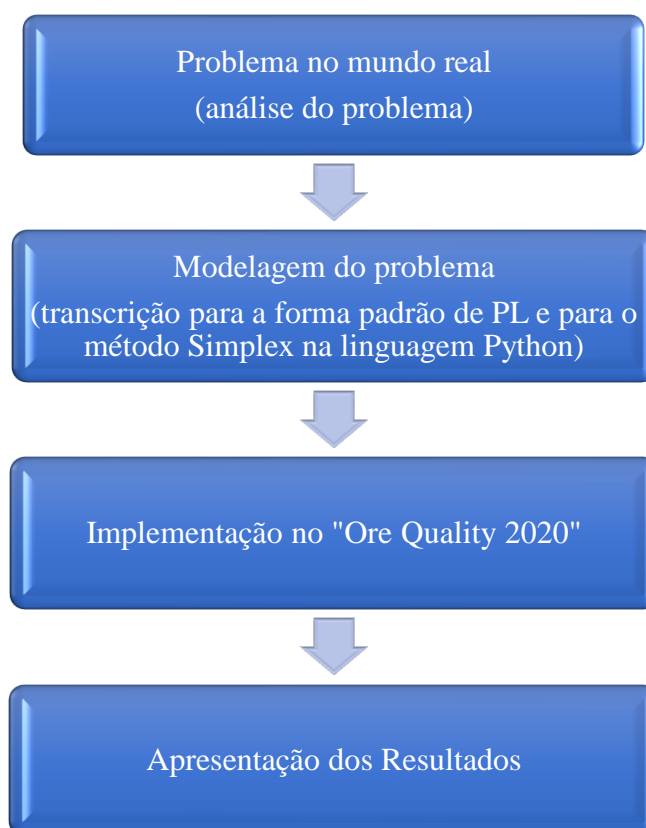 Problema no mundo real
(análise do problema)
Modelagem do problema
(transcrição para a forma padrão de PL e para o
método Simplex na linguagem Python)
Implementação no "Ore Quality 2020"
Apresentação dos Resultados